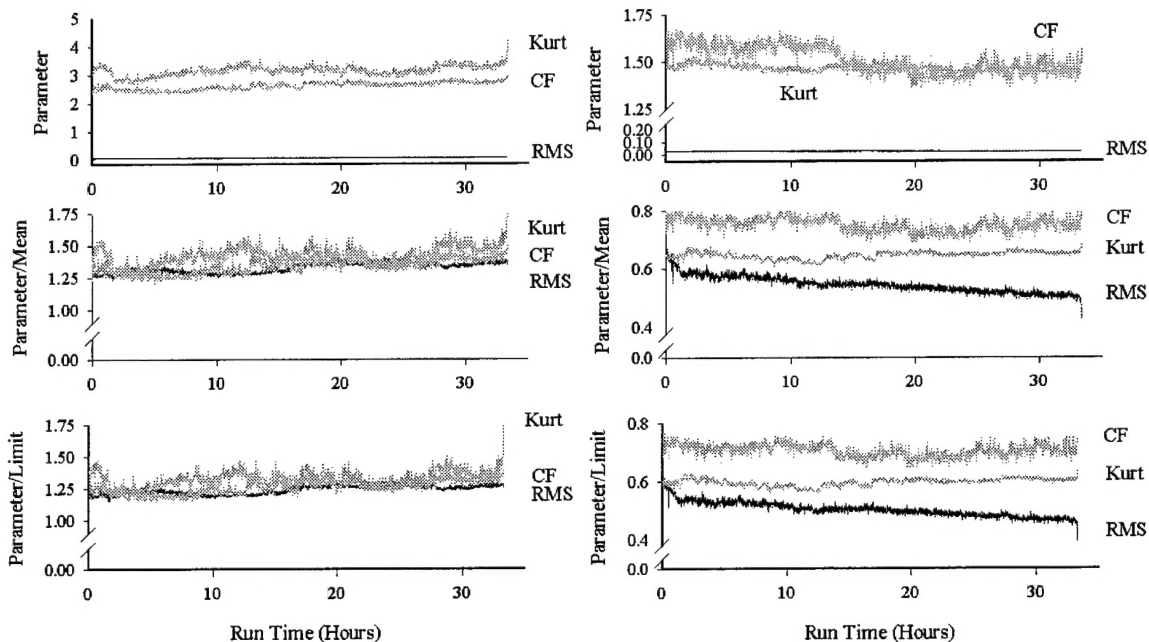 Parameter
5
4
3
2
1
0
Kurt
CF
RMS
0 10 20 30
Parameter
1.75
1.50
1.25
0.20
0.10
0.00
CF
Kurt
RMS
0 10 20 30
Parameter/Mean
1.75
1.50
1.25
1.00
0.00
Kurt
CF
RMS
0 10 20 30
Parameter/Mean
0.8
0.6
0.4
0.0
CF
Kurt
RMS
0 10 20 30
Parameter/Limit
1.75
1.50
1.25
1.00
0.00
Kurt
CF
RMS
0 10 20 30
Run Time (Hours)
Parameter/Limit
0.8
0.6
0.4
0.0
CF
Kurt
RMS
0 10 20 30
Run Time (Hours)